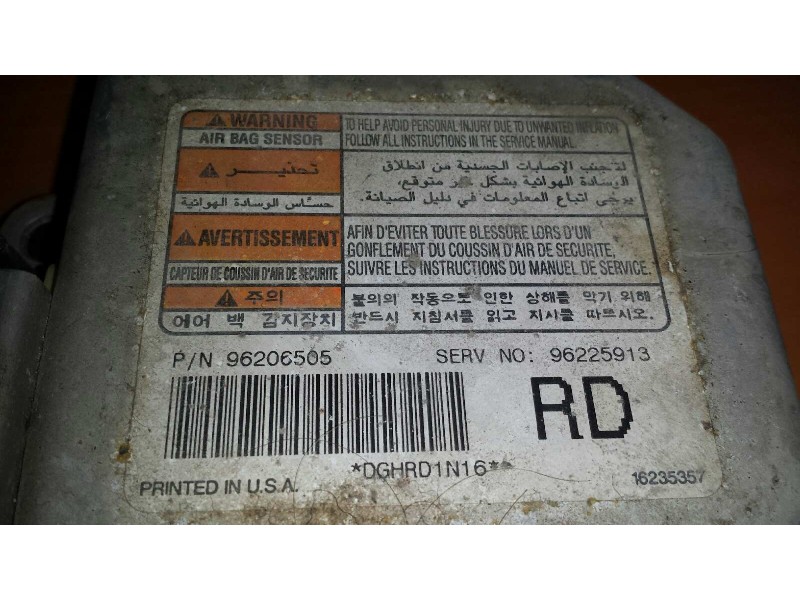 WARNING
AIR BAG SENSOR
TO HELP AVOID PERSONAL INJURY DUE TO UNWANTED INFLATION
FOLLOW ALL INSTRUCTIONS IN THE SERVICE MANUAL.
تحذير
حساس الوسادة الهوائية
لتجنب الإصابات الجسمية من انطلاق
الوسادة الهوائية بشكل غير متوقع،
يرجى اتباع المعلومات في دليل الصيانة.
AVERTISSEMENT
CAPTEUR DE COUSSIN D'AIR DE SECURITE
AFIN D'EVITER TOUTE BLESSURE LORS D'UN
GONFLEMENT DU COUSSIN D'AIR DE SECURITE,
SUIVRE LES INSTRUCTIONS DU MANUEL DE SERVICE.
주의
에어 백 감지장치
불의의 작동으로 인한 상해를 막기 위해
반드시 지침서를 읽고 지시를 따르시오.
P/N 96206505 SERV NO: 96225913
RD
*DGHRD1N16*
PRINTED IN U.S.A.
16235357